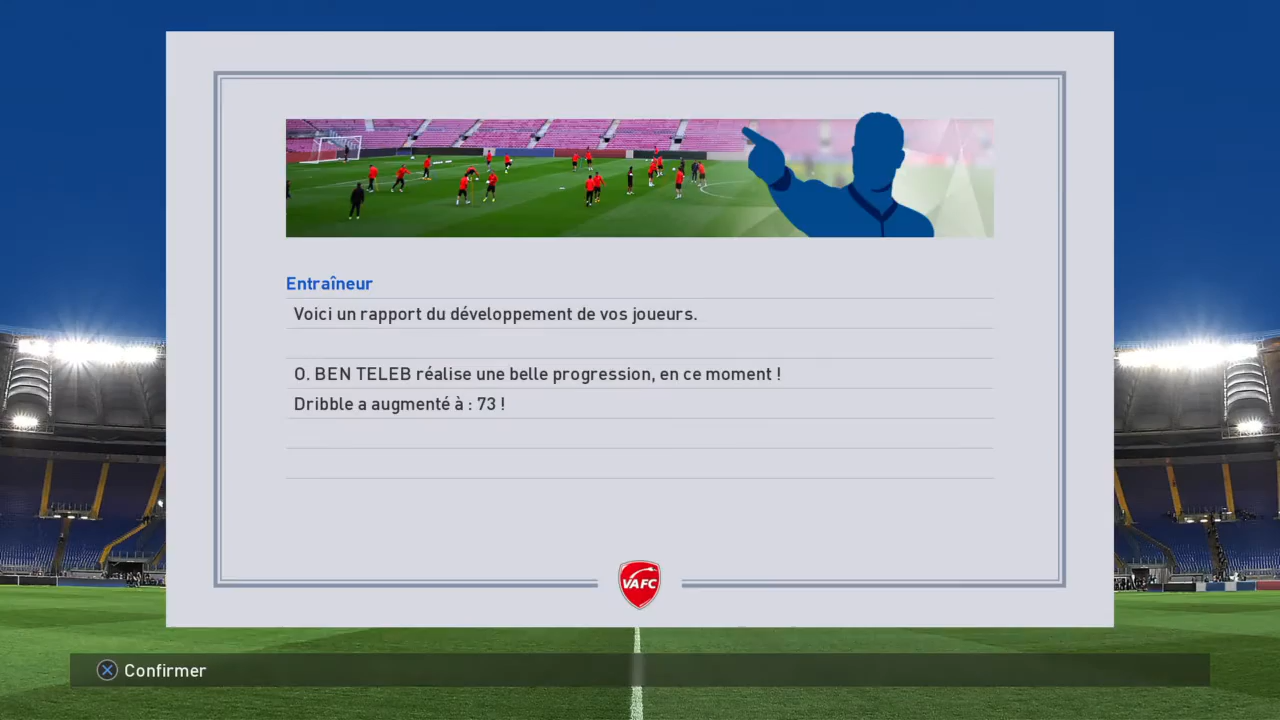 Entraîneur
Voici un rapport du développement de vos joueurs.
O. BEN TELEB réalise une belle progression, en ce moment !
Dribble a augmenté à : 73 !
VAFC
Confirmer